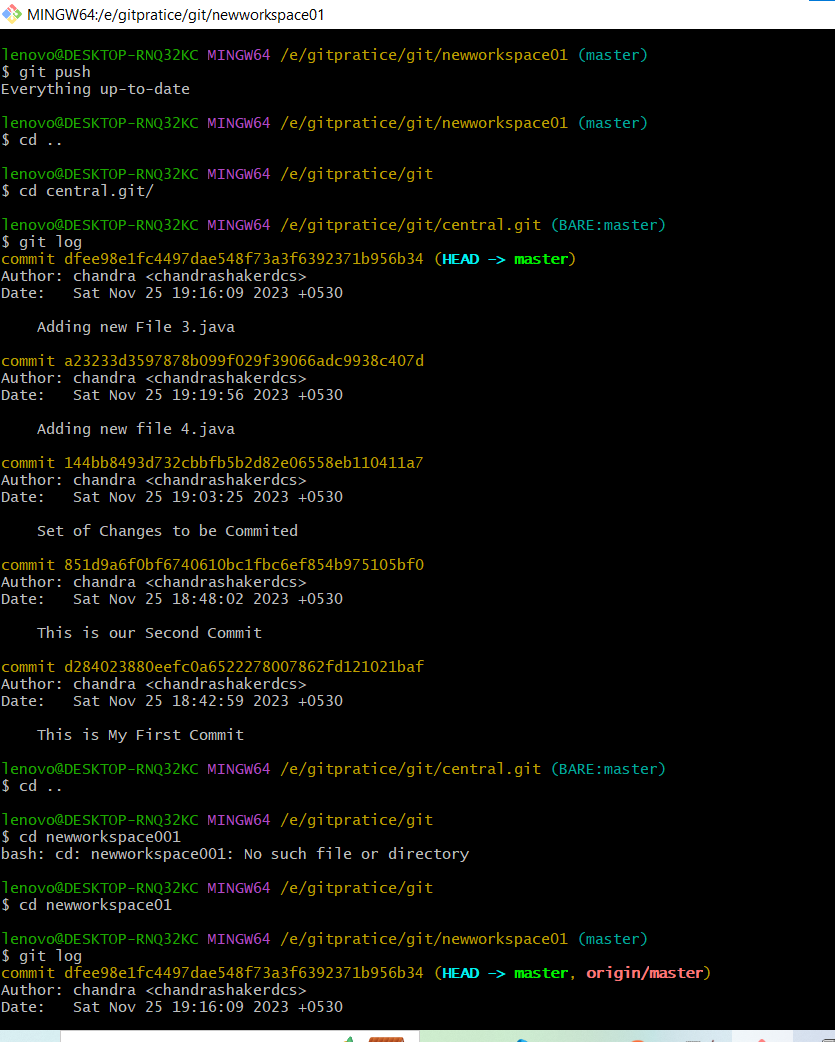 MINGW64:/e/gitpratice/git/newworkspace01
lenovo@DESKTOP-RNQ32KC MINGW64 /e/gitpratice/git/newworkspace01 (master)
$ git push
Everything up-to-date
lenovo@DESKTOP-RNQ32KC MINGW64 /e/gitpratice/git/newworkspace01 (master)
$ cd ..
lenovo@DESKTOP-RNQ32KC MINGW64 /e/gitpratice/git
$ cd central.git/
lenovo@DESKTOP-RNQ32KC MINGW64 /e/gitpratice/git/central.git (BARE:master)
$ git log
commit dfee98e1fc4497dae548f73a3f6392371b956b34 (HEAD -> master)
Author: chandra <chandrashakerdcs>
Date:   Sat Nov 25 19:16:09 2023 +0530
    Adding new File 3.java
commit a23233d3597878b099f029f39066adc9938c407d
Author: chandra <chandrashakerdcs>
Date:   Sat Nov 25 19:19:56 2023 +0530
    Adding new file 4.java
commit 144bb8493d732cbbfb5b2d82e06558eb110411a7
Author: chandra <chandrashakerdcs>
Date:   Sat Nov 25 19:03:25 2023 +0530
    Set of Changes to be Commited
commit 851d9a6f0bf6740610bc1fbc6ef854b975105bf0
Author: chandra <chandrashakerdcs>
Date:   Sat Nov 25 18:48:02 2023 +0530
    This is our Second Commit
commit d284023880eefc0a6522278007862fd121021baf
Author: chandra <chandrashakerdcs>
Date:   Sat Nov 25 18:42:59 2023 +0530
    This is My First Commit
lenovo@DESKTOP-RNQ32KC MINGW64 /e/gitpratice/git/central.git (BARE:master)
$ cd ..
lenovo@DESKTOP-RNQ32KC MINGW64 /e/gitpratice/git
$ cd newworkspace001
bash: cd: newworkspace001: No such file or directory
lenovo@DESKTOP-RNQ32KC MINGW64 /e/gitpratice/git
$ cd newworkspace01
lenovo@DESKTOP-RNQ32KC MINGW64 /e/gitpratice/git/newworkspace01 (master)
$ git log
commit dfee98e1fc4497dae548f73a3f6392371b956b34 (HEAD -> master, origin/master)
Author: chandra <chandrashakerdcs>
Date:   Sat Nov 25 19:16:09 2023 +0530